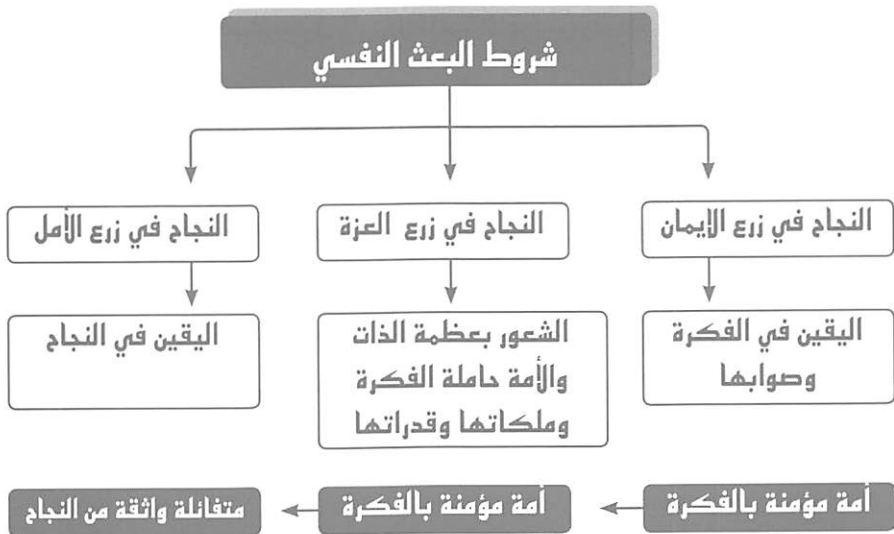 شروط البعث النفسي
النجاح في زرع الإيمان
النجاح في زرع العزة
النجاح في زرع الأمل
اليقين في الفكرة
وصوابها
الشعور بعظمة الذات
والأمة حاملة الفكرة
وملكاتها وقدراتها
اليقين في النجاح
أمة مؤمنة بالفكرة
أمة مؤمنة بالفكرة
متفائلة واثقة من النجاح